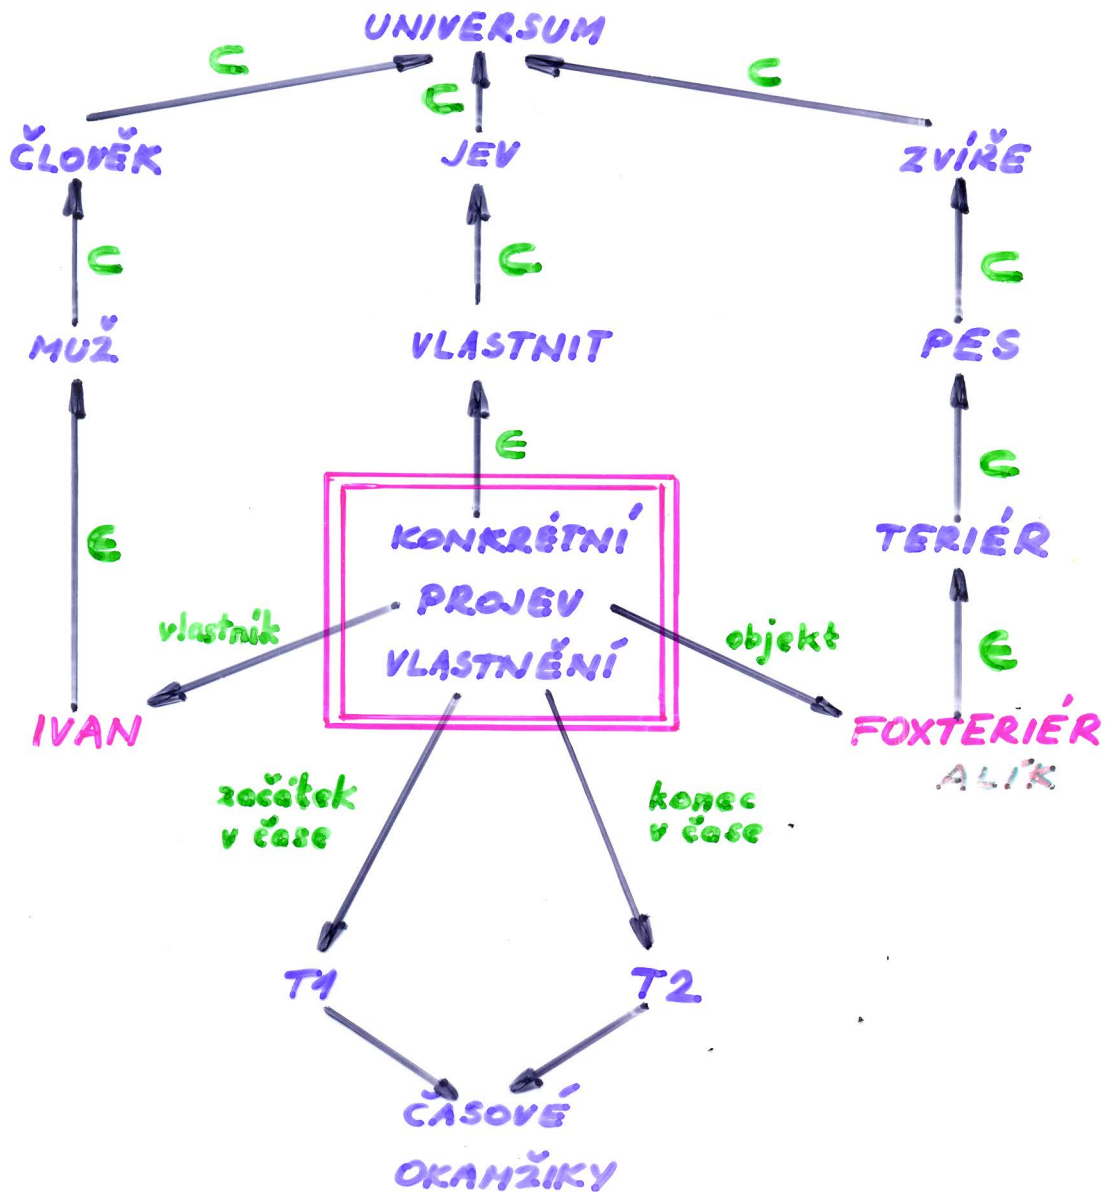 UNIVERSUM
⊂
⊂
⊂
ČLOVĚK
JEV
ZVÍŘE
⊂
⊂
⊂
MUŽ
VLASTNIT
PES
∈
⊂
∈
KONKRÉTNÍ
TERIÉR
PROJEV
vlastník
objekt
∈
VLASTNĚNÍ
IVAN
FOXTERIÉR
ALÍK
začátek
v čase
konec
v čase
T1
T2
ČASOVÉ
OKAMŽIKY